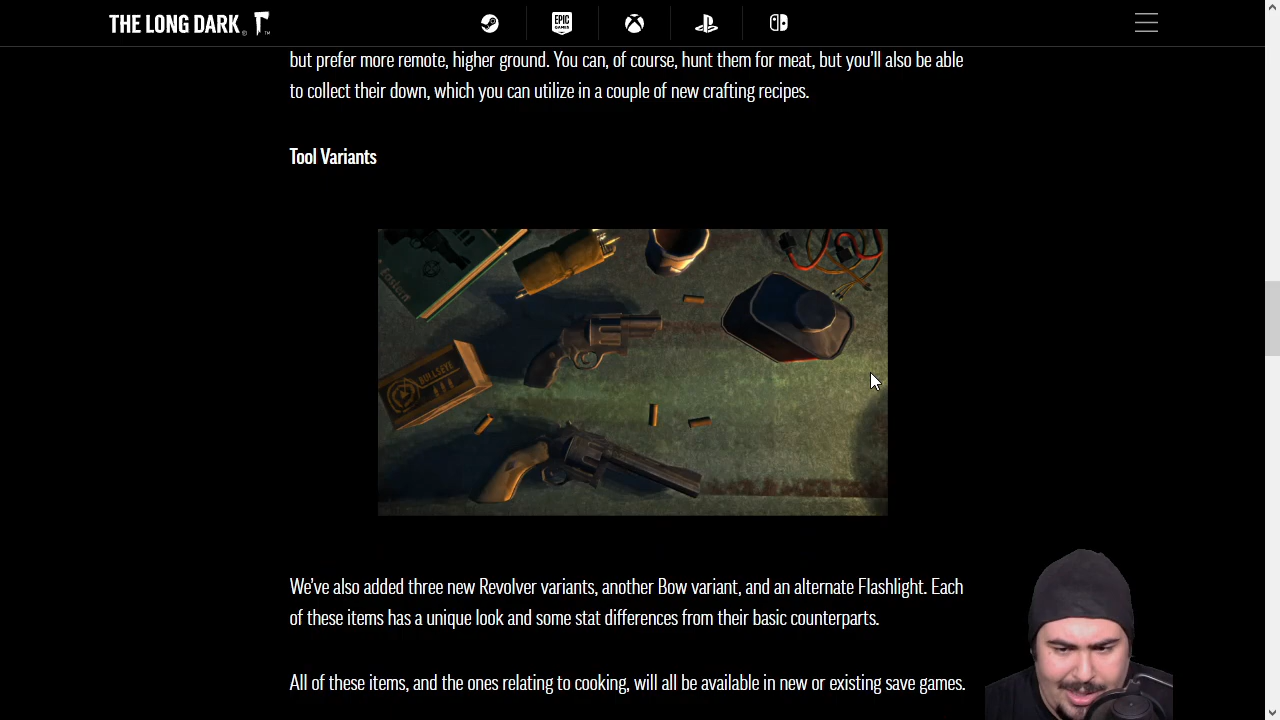 THE LONG DARK
EPIC GAMES
but prefer more remote, higher ground. You can, of course, hunt them for meat, but you'll also be able
to collect their down, which you can utilize in a couple of new crafting recipes.
Tool Variants
BULLSEYE
We've also added three new Revolver variants, another Bow variant, and an alternate Flashlight. Each
of these items has a unique look and some stat differences from their basic counterparts.
All of these items, and the ones relating to cooking, will all be available in new or existing save games.